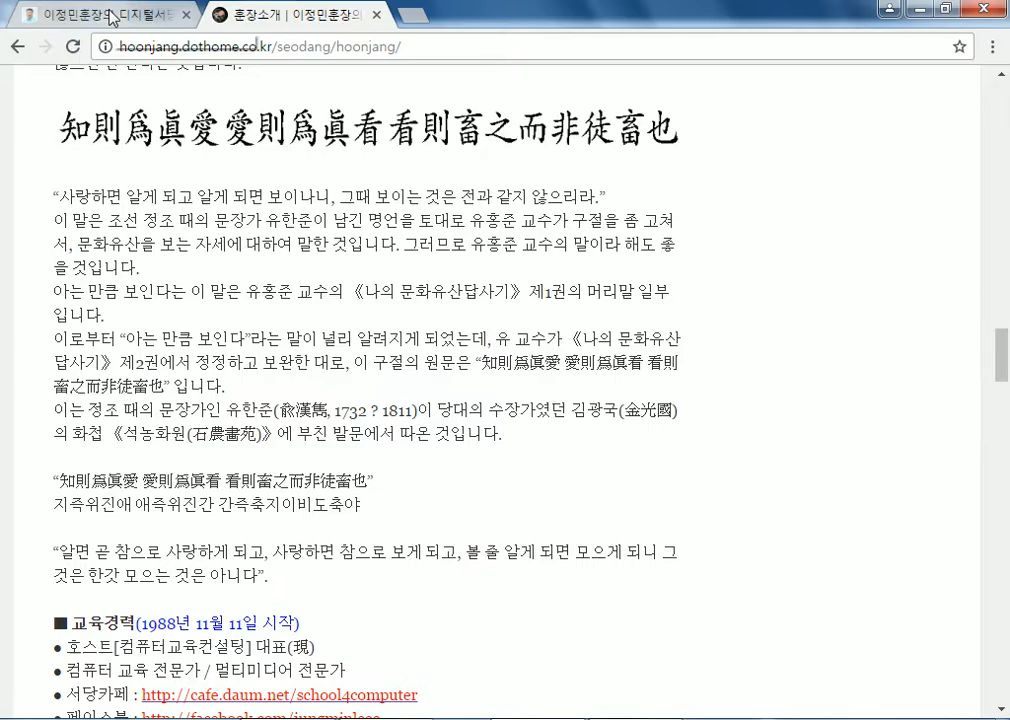 이정민훈장의 디지털서당
훈장소개 | 이정민훈장의
hoonjang.dothome.co.kr/seodang/hoonjang/
知則爲眞愛愛則爲眞看看則畜之而非徒畜也
“사랑하면 알게 되고 알게 되면 보이나니, 그때 보이는 것은 전과 같지 않으리라.”
이 말은 조선 정조 때의 문장가 유한준이 남긴 명언을 토대로 유홍준 교수가 구절을 좀 고쳐
서, 문화유산을 보는 자세에 대하여 말한 것입니다. 그러므로 유홍준 교수의 말이라 해도 좋
을 것입니다.
아는 만큼 보인다는 이 말은 유홍준 교수의 《나의 문화유산답사기》 제1권의 머리말 일부
입니다.
이로부터 “아는 만큼 보인다”라는 말이 널리 알려지게 되었는데, 유 교수가 《나의 문화유산
답사기》 제2권에서 정정하고 보완한 대로, 이 구절의 원문은 “知則爲眞愛 愛則爲眞看 看則
畜之而非徒畜也” 입니다.
이는 정조 때의 문장가인 유한준(兪漢雋, 1732 ? 1811)이 당대의 수장가였던 김광국(金光國)
의 화첩 《석농화원(石農畵苑)》에 부친 발문에서 따온 것입니다.
“知則爲眞愛 愛則爲眞看 看則畜之而非徒畜也”
지즉위진애 애즉위진간 간즉축지이비도축야
“알면 곧 참으로 사랑하게 되고, 사랑하면 참으로 보게 되고, 볼 줄 알게 되면 모으게 되니 그
것은 한갓 모으는 것은 아니다”.
■ 교육경력(1988년 11월 11일 시작)
● 호스트[컴퓨터교육컨설팅] 대표(現)
● 컴퓨터 교육 전문가 / 멀티미디어 전문가
● 서당카페 : http://cafe.daum.net/school4computer
● 페이스북 : http://facebook.com/jungminleee